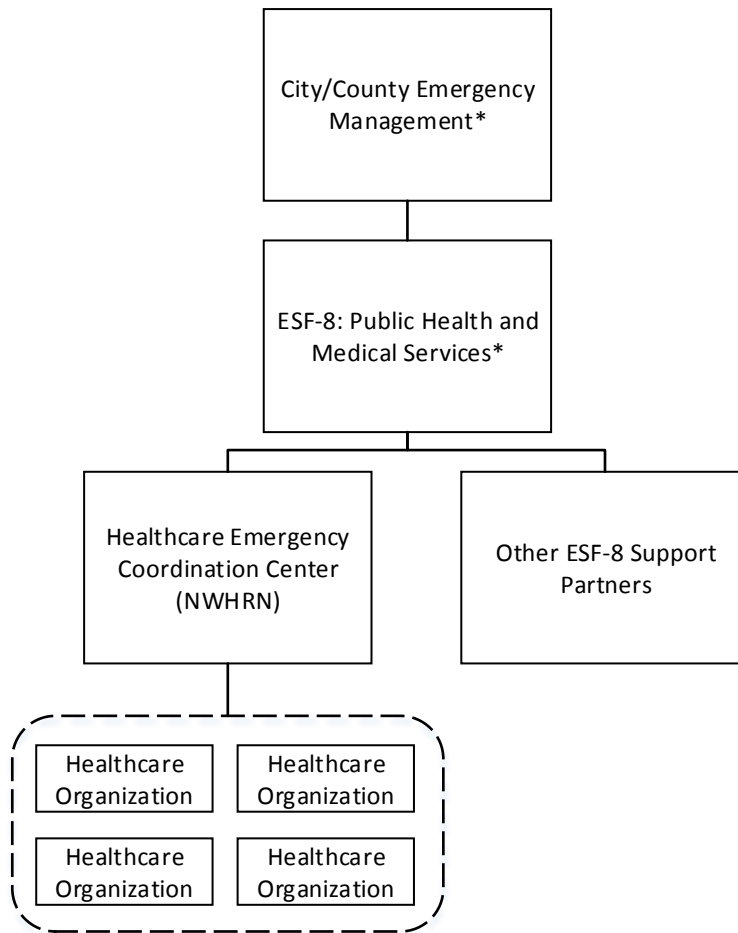 City/County Emergency
Management*
ESF-8: Public Health and
Medical Services*
Healthcare Emergency
Coordination Center
(NWHRN)
Other ESF-8 Support
Partners
Healthcare
Organization
Healthcare
Organization
Healthcare
Organization
Healthcare
Organization